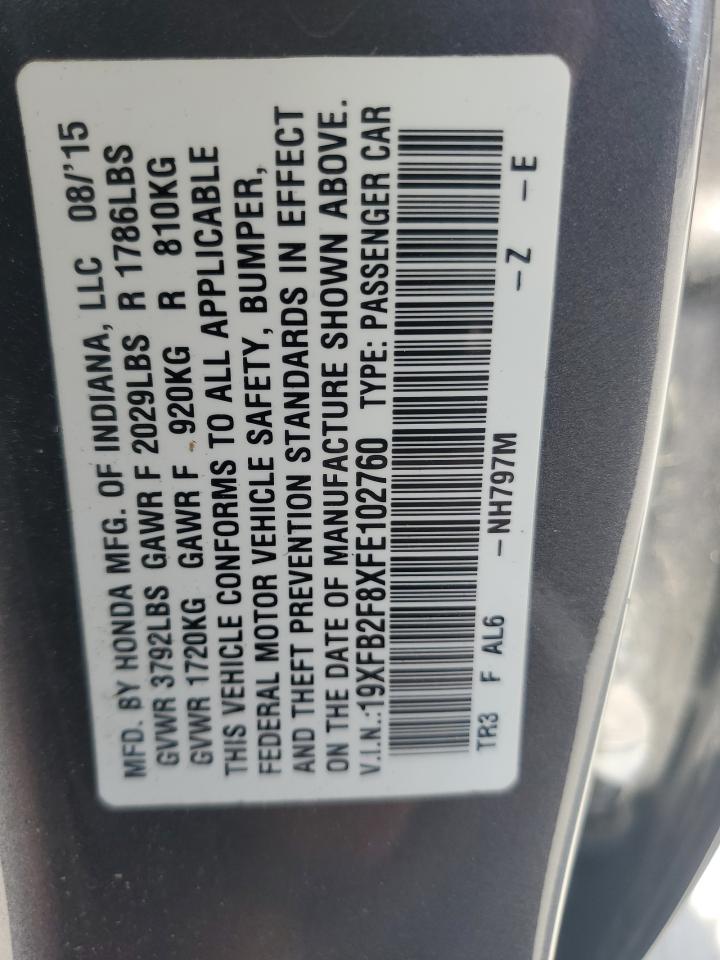 MFD. BY HONDA MFG. OF INDIANA, LLC 08/'15
GVWR 3792LBS GAWR F 2029LBS R 1786LBS
GVWR 1720KG GAWR F 920KG R 810KG
THIS VEHICLE CONFORMS TO ALL APPLICABLE
FEDERAL MOTOR VEHICLE SAFETY, BUMPER,
AND THEFT PREVENTION STANDARDS IN EFFECT
ON THE DATE OF MANUFACTURE SHOWN ABOVE.
V.I.N.:19XFB2F8XFE102760 TYPE: PASSENGER CAR
TR3 F AL6 –NH797M –Z –E